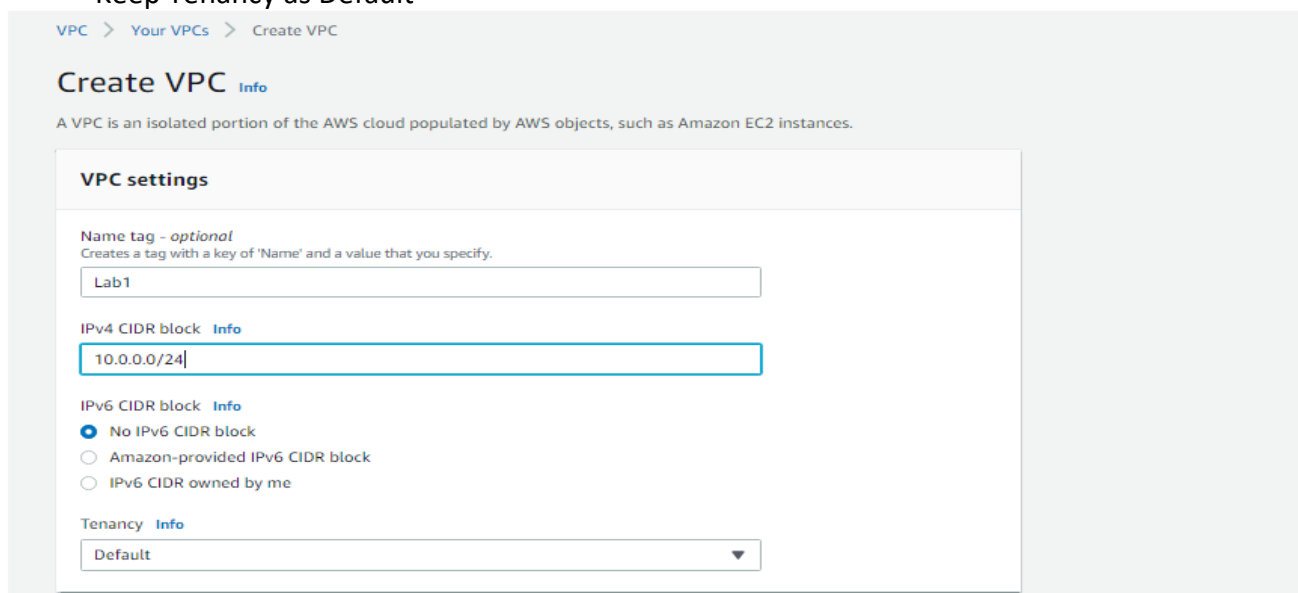 Keep Tenancy as Default
VPC > Your VPCs > Create VPC
Create VPC Info
A VPC is an isolated portion of the AWS cloud populated by AWS objects, such as Amazon EC2 instances.
VPC settings
Name tag - optional
Creates a tag with a key of 'Name' and a value that you specify.
Lab1
IPv4 CIDR block Info
10.0.0.0/24
IPv6 CIDR block Info
No IPv6 CIDR block
Amazon-provided IPv6 CIDR block
IPv6 CIDR owned by me
Tenancy Info
Default